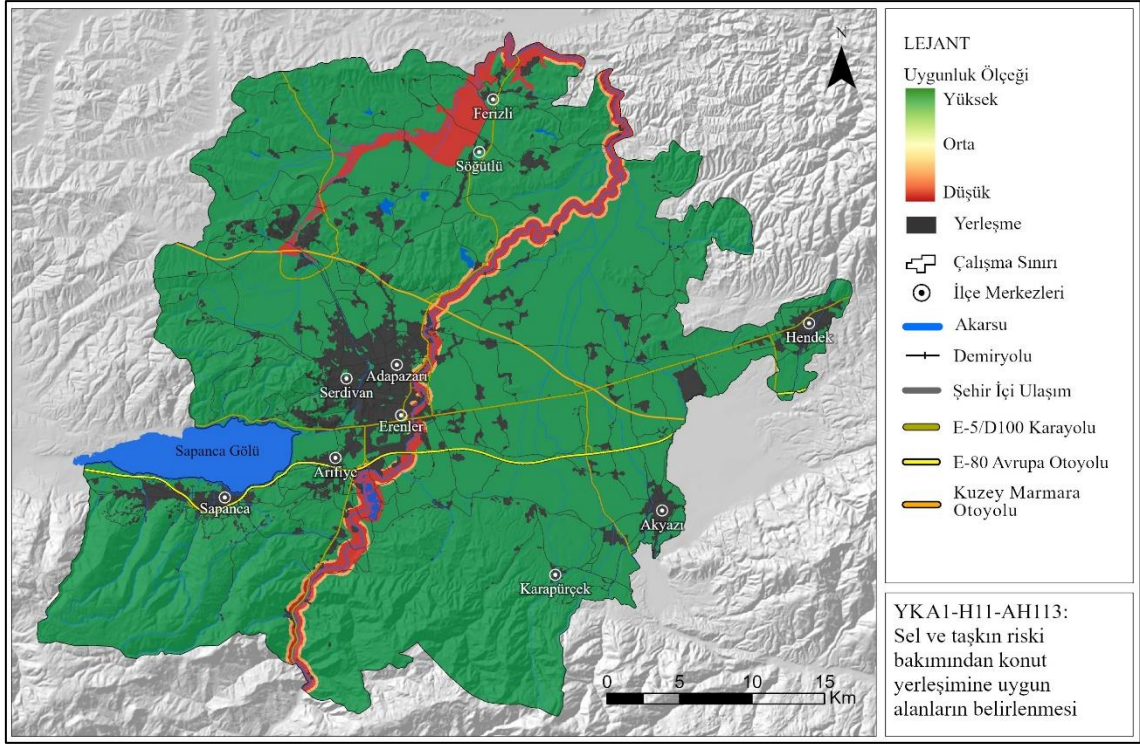 N
Ferizli
Söğütlü
Hendek
Adapazarı
Serdivan
Erenler
Sapanca Gölü
Arifiye
Sapanca
Akyazı
Karapürçek
0 5 10 15
Km
LEJANT
Uygunluk Ölçeği
Yüksek
Orta
Düşük
Yerleşme
Çalışma Sınırı
İlçe Merkezleri
Akarsu
Demiryolu
Şehir İçi Ulaşım
E-5/D100 Karayolu
E-80 Avrupa Otoyolu
Kuzey Marmara
Otoyolu
YKA1-H11-AH113:
Sel ve taşkın riski
bakımından konut
yerleşimine uygun
alanların belirlenmesi